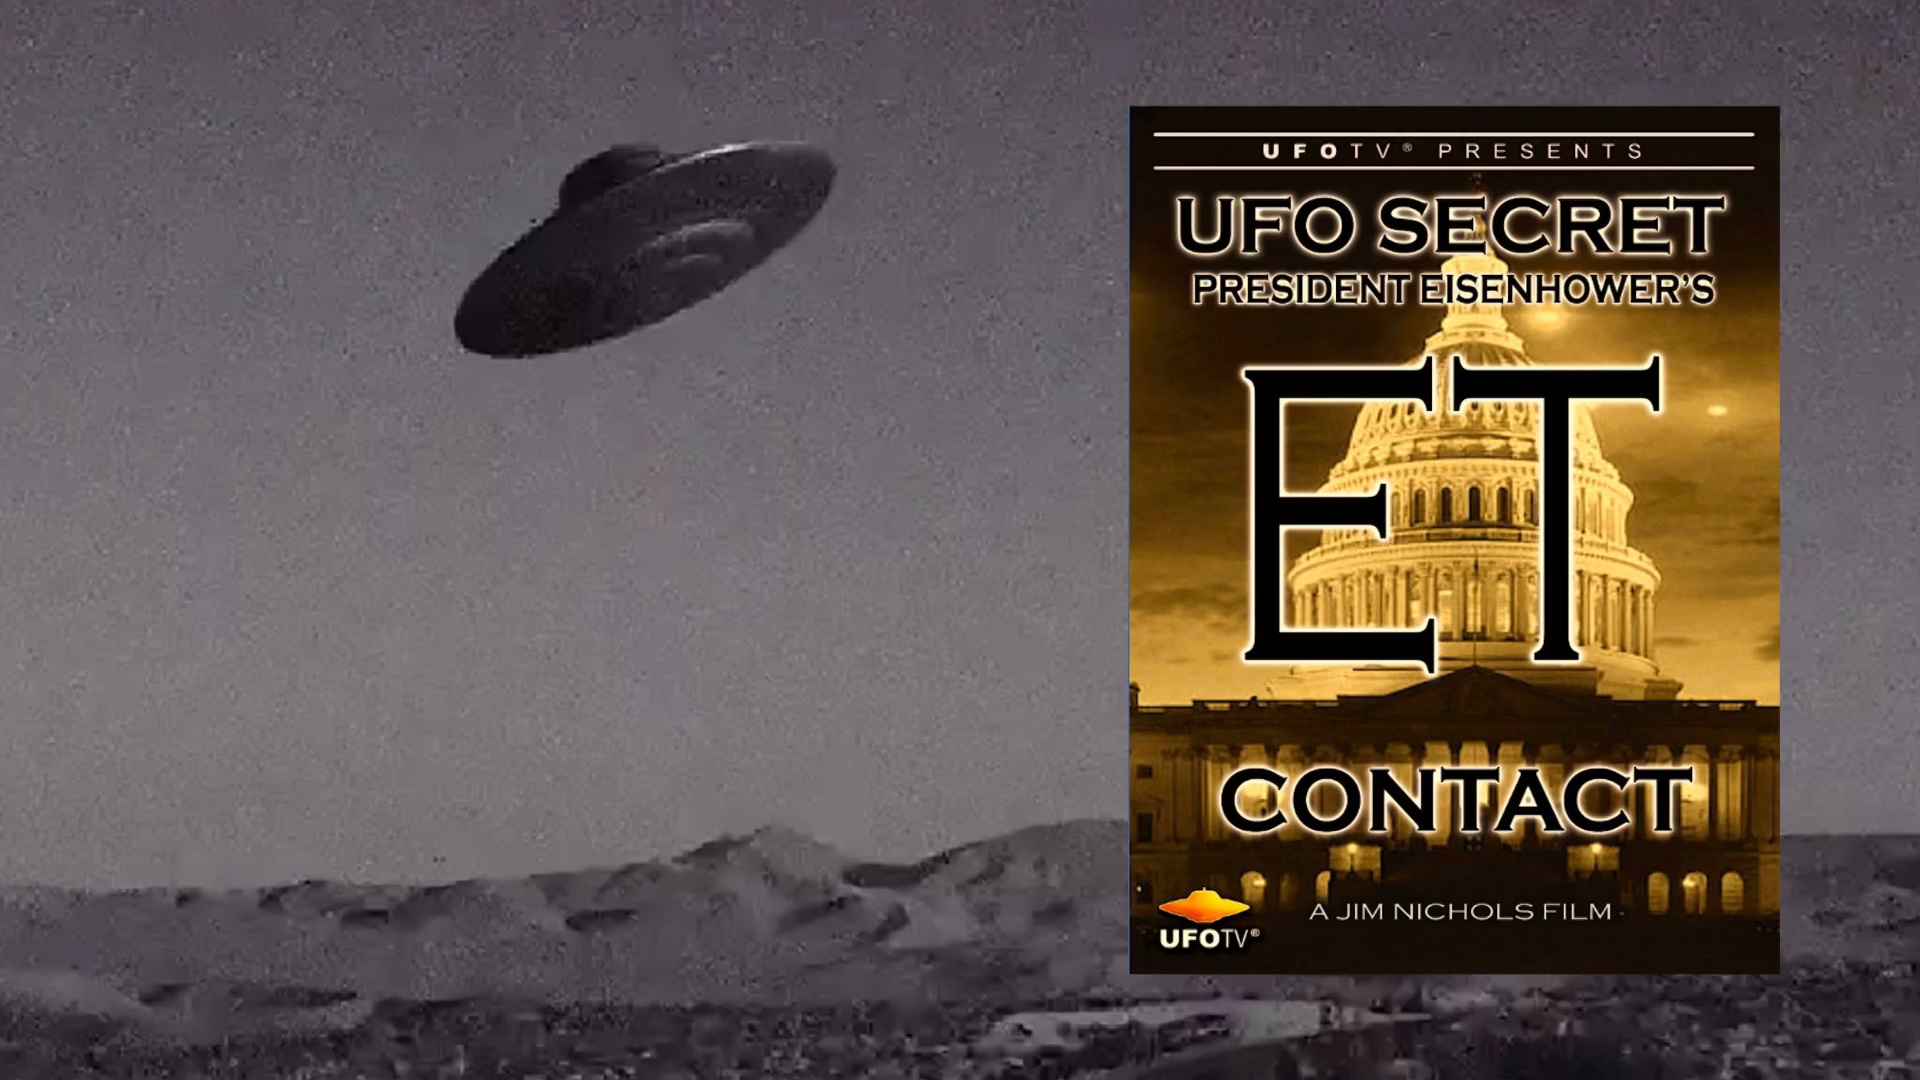 UFOTV® PRESENTS
UFO SECRET
PRESIDENT EISENHOWER'S
ET
CONTACT
A JIM NICHOLS FILM
UFOTV®